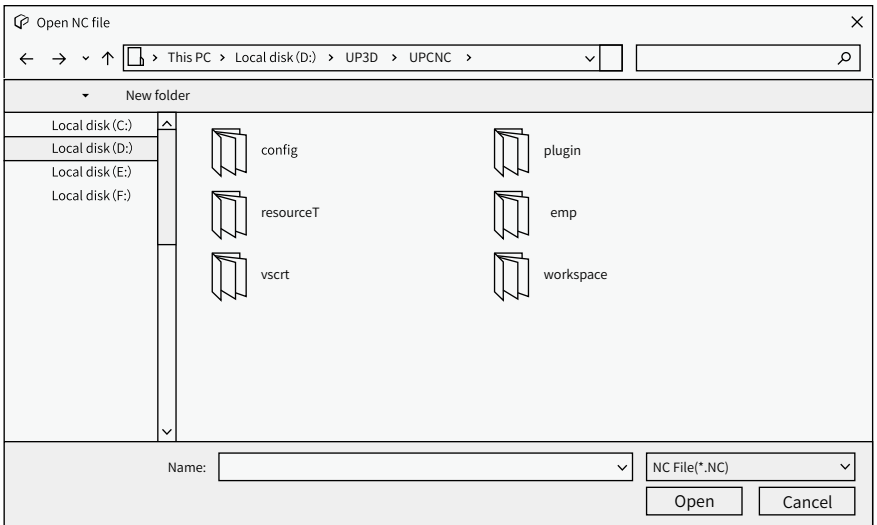 Open NC file
This PC > Local disk (D:) > UP3D > UPCNC >
New folder
Local disk (C:)
Local disk (D:)
Local disk (E:)
Local disk (F:)
config
plugin
resourceT
emp
vscrt
workspace
Name:
NC File(*.NC)
Open
Cancel